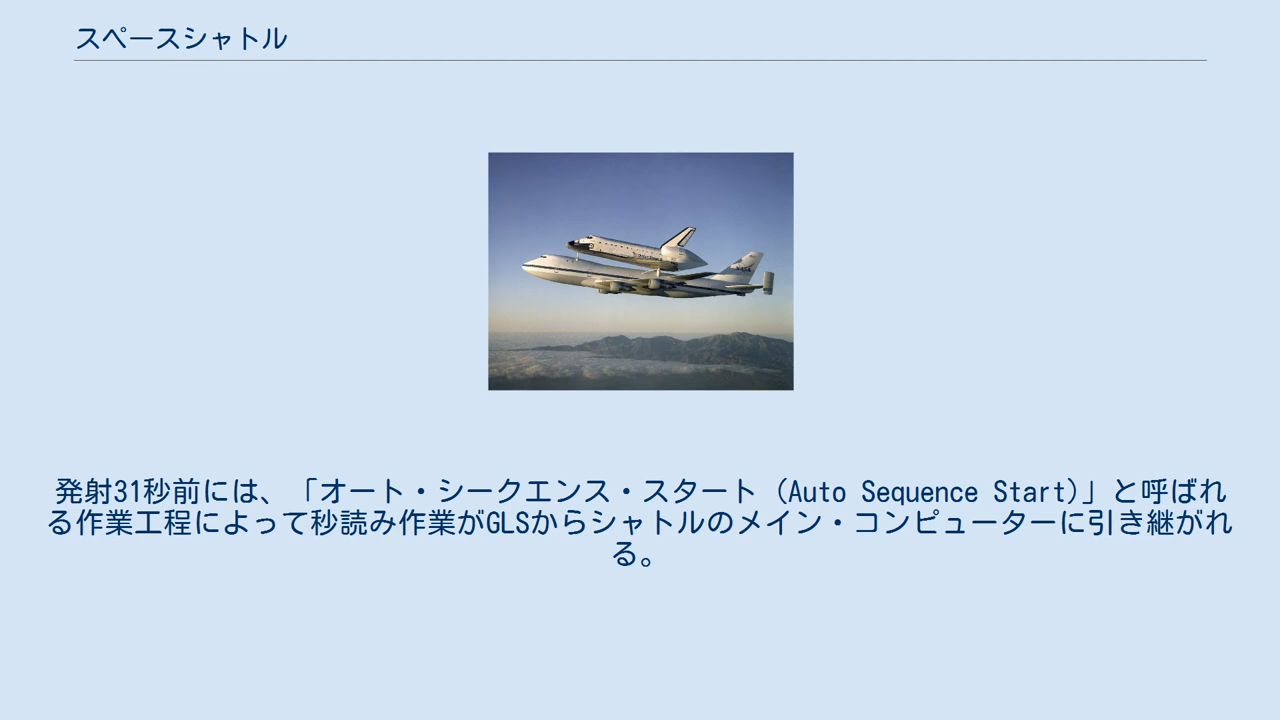 スペースシャトル
発射31秒前には、「オート・シークエンス・スタート（Auto Sequence Start)」と呼ばれ
る作業工程によって秒読み作業がGLSからシャトルのメイン・コンピューターに引き継がれ
る。